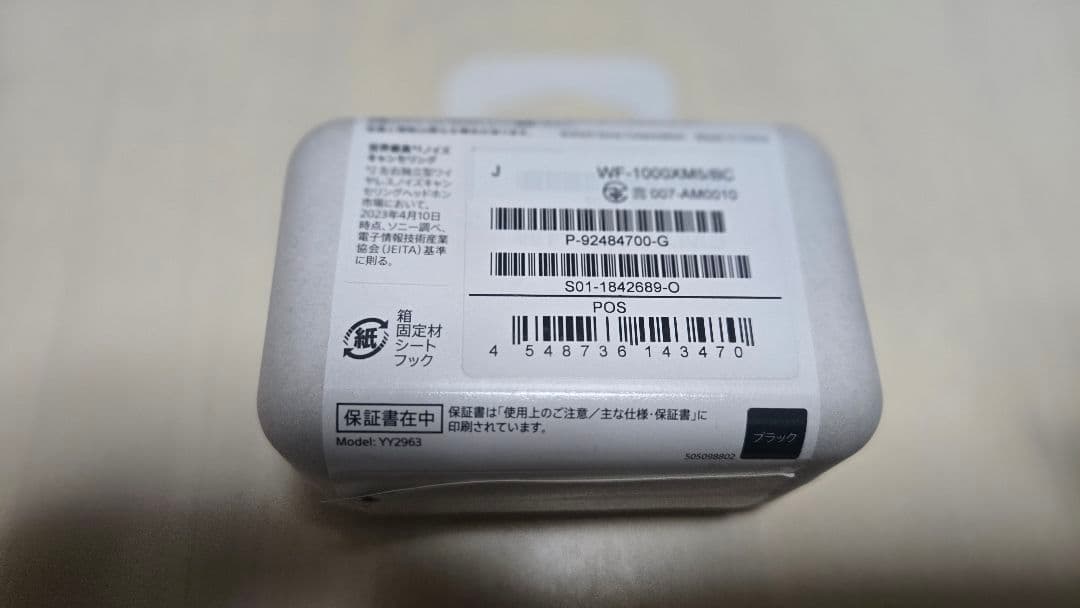 世界最高*¹ノイズ
キャンセリング
*2 左右独立型ワイ
ヤレスノイズキャン
セリングヘッドホン
市場において。
2023年4月10日
時点、ソニー調べ、
電子情報技術産業
協会(JEITA)基準
に則る。
J
WF-1000XM5/BC
007-AM0010
P-92484700-G
S01-1842689-O
POS
4 548736 143470
紙
箱
固定材
シート
フック
保証書在中
保証書は「使用上のご注意/主な仕様・保証書」に
印刷されています。
Model: YY2963
505098802
ブラック